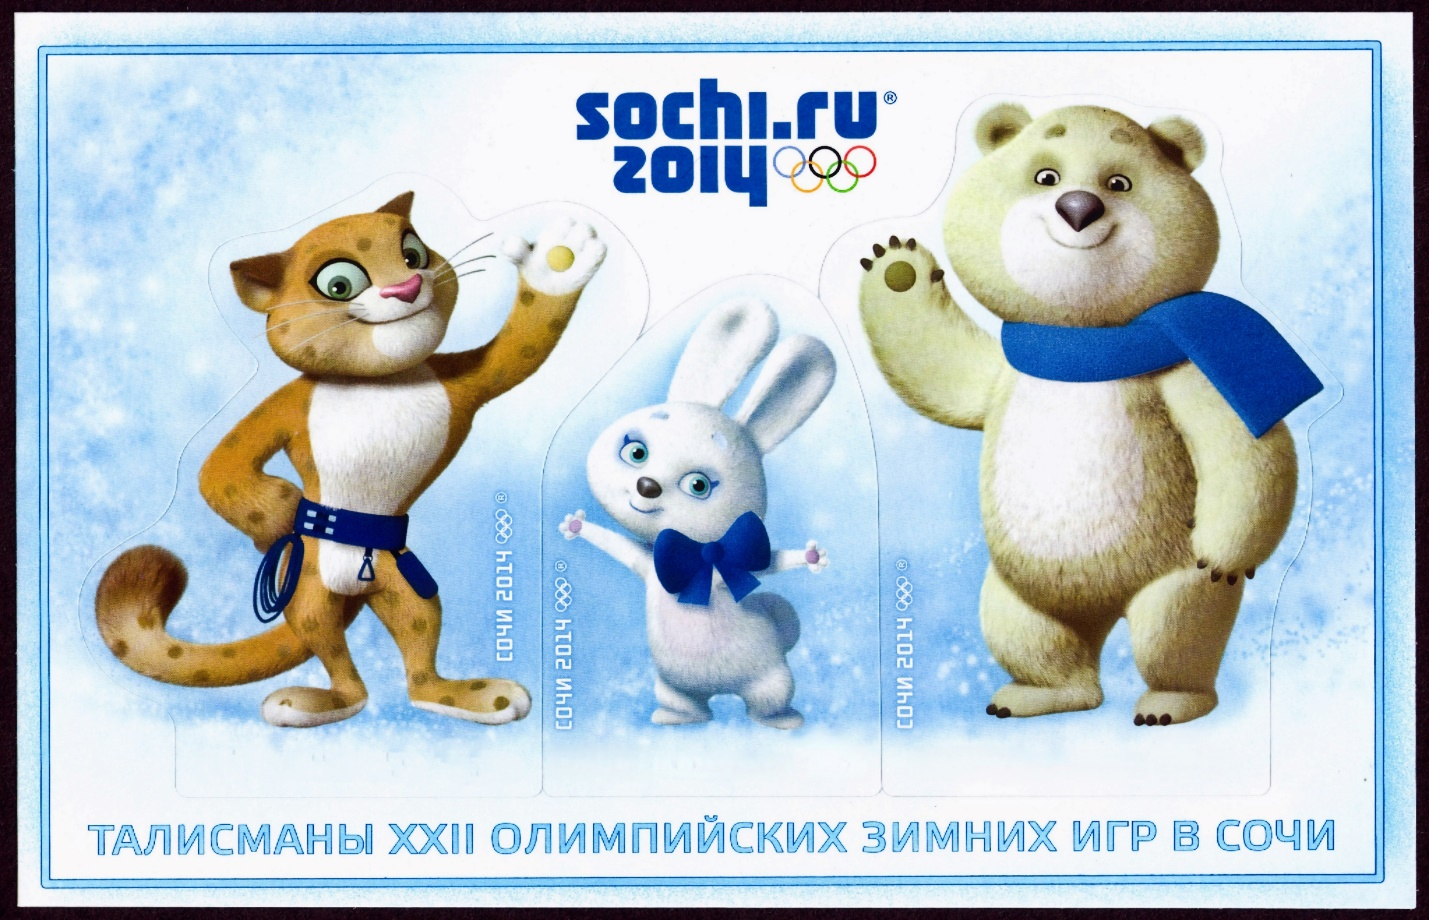 sochi.ru®
2014
СОЧИ 2014 ®
СОЧИ 2014 ®
СОЧИ 2014 ®
ТАЛИСМАНЫ XXII ОЛИМПИЙСКИХ ЗИМНИХ ИГР В СОЧИ